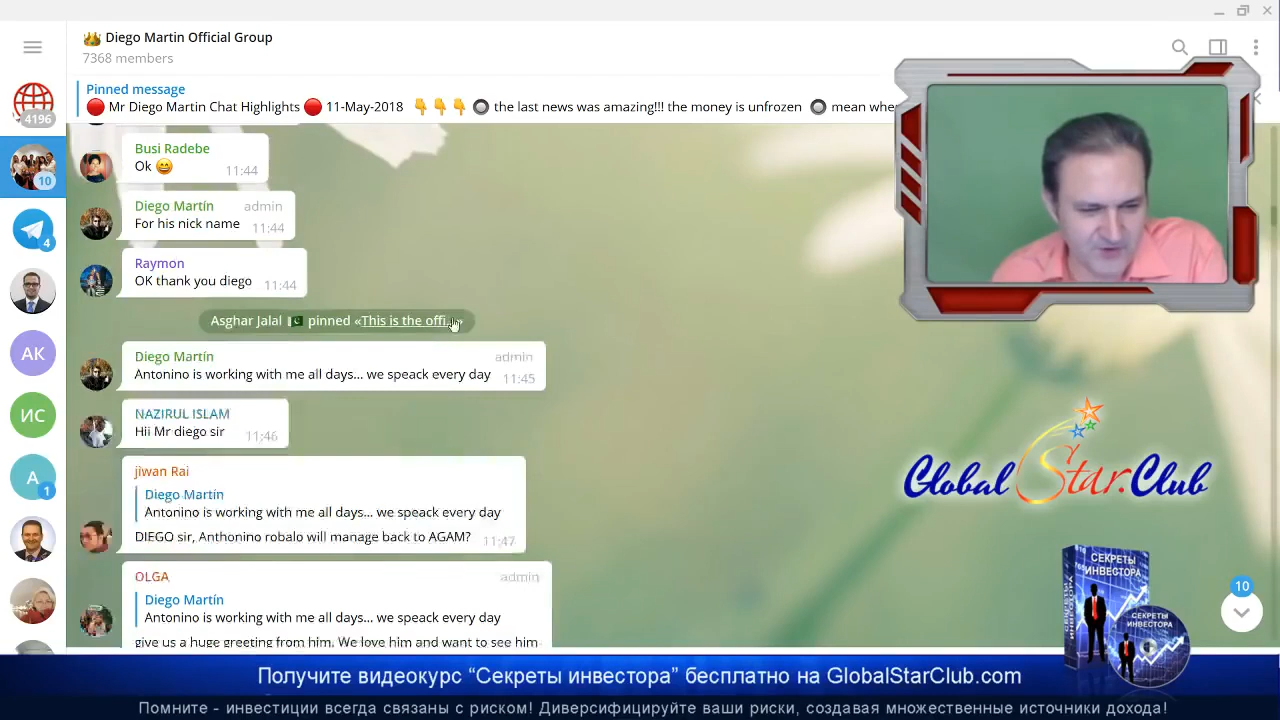 Diego Martin Official Group
7368 members
Pinned message
🔴 Mr Diego Martin Chat Highlights 🔴 11-May-2018 👇👇👇 🔘 the last news was amazing!!! the money is unfrozen 🔘 mean
4196
10
4
АК
ИС
А
1
Busi Radebe
Ok 😄 11:44
Diego Martín admin
For his nick name 11:44
Raymon
OK thank you diego 11:44
Asghar Jalal 🇵🇰 pinned «This is the offi...»
Diego Martín admin
Antonino is working with me all days... we speack every day 11:45
NAZIRUL ISLAM
Hii Mr diego sir 11:46
jiwan Rai
Diego Martín
Antonino is working with me all days... we speack every day
DIEGO sir, Anthonino robalo will manage back to AGAM? 11:47
OLGA admin
Diego Martín
Antonino is working with me all days... we speack every day
give us a huge greeting from him. We love him and want to see him
Global Star.Club
СЕКРЕТЫ
ИНВЕСТОРА
СЕКРЕТЫ
ИНВЕСТОРА
10
Получите видеокурс “Секреты инвестора” бесплатно на GlobalStarClub.com
Помните - инвестиции всегда связаны с риском! Диверсифицируйте ваши риски, создавая множественные источники дохода!